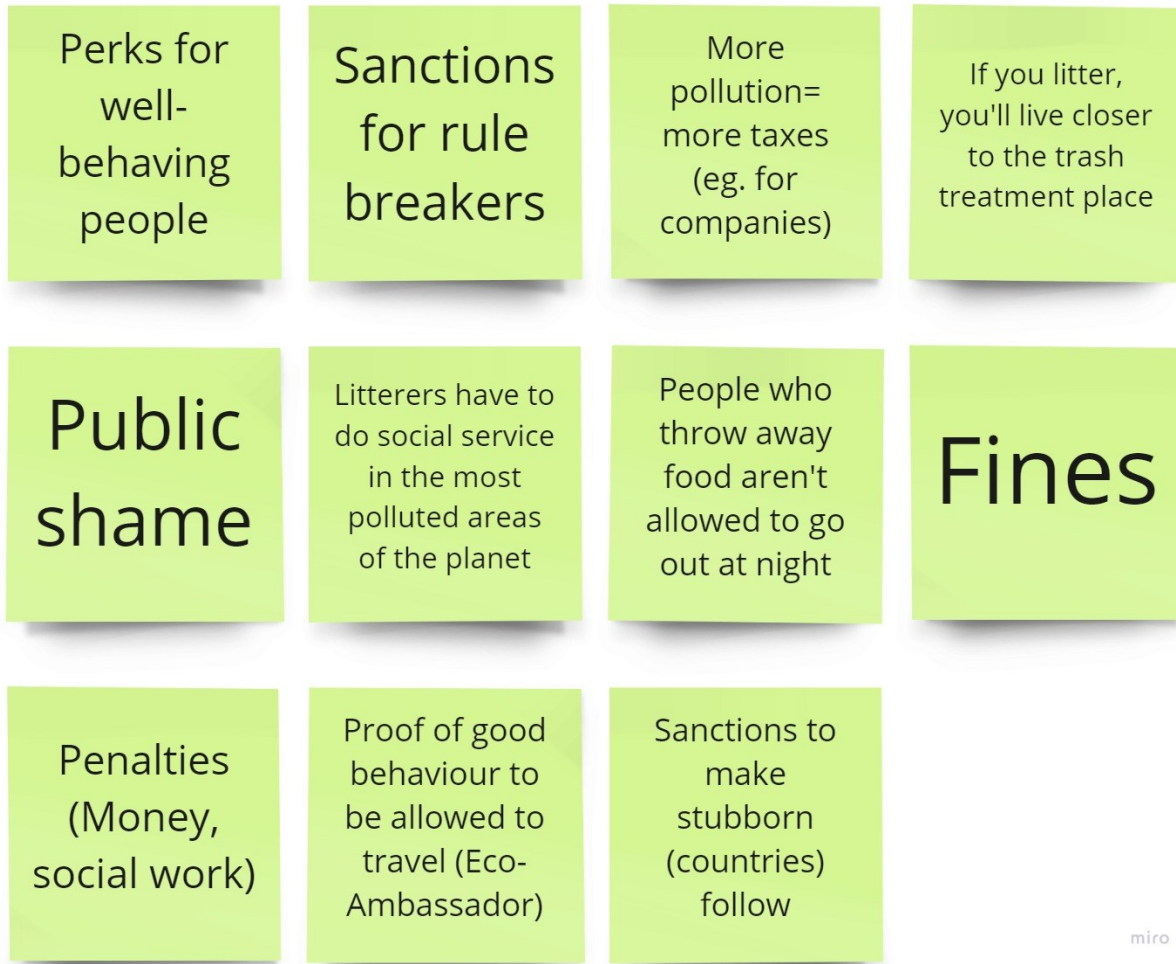 Perks for
well-
behaving
people
Sanctions
for rule
breakers
More
pollution=
more taxes
(eg. for
companies)
If you litter,
you'll live closer
to the trash
treatment place
Public
shame
Litterers have to
do social service
in the most
polluted areas
of the planet
People who
throw away
food aren't
allowed to go
out at night
Fines
Penalties
(Money,
social work)
Proof of good
behaviour to
be allowed to
travel (Eco-
Ambassador)
Sanctions to
make
stubborn
(countries)
follow
miro